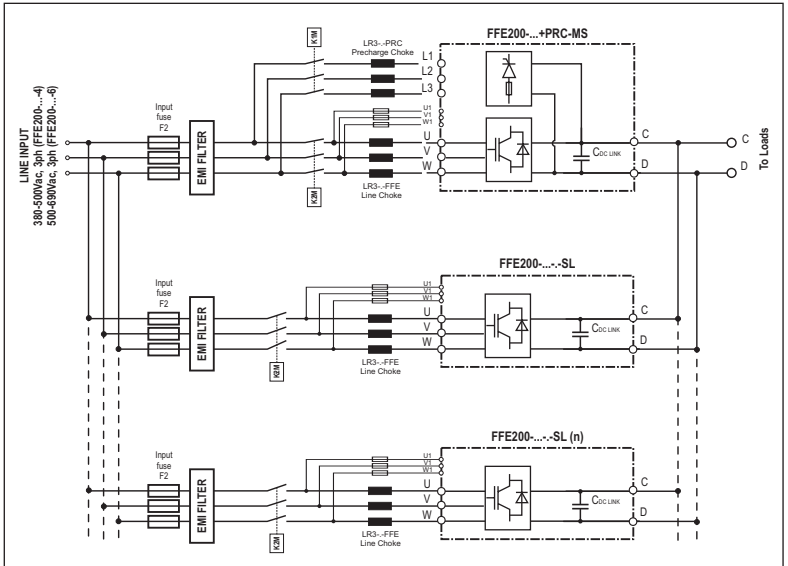 FFE200-...+PRC-MS
K1M
LR3-.-PRC
Precharge Choke
L1
L2
L3
LINE INPUT
380-500Vac, 3ph (FFE200-...-4)
500-690Vac, 3ph (FFE200-...-6)
Input
fuse
F2
EMI FILTER
U1
V1
W1
U
V
W
K2M
LR3-.-FFE
Line Choke
CDC LINK
C
D
C
D
To Loads
FFE200-...-.-SL
Input
fuse
F2
EMI FILTER
K2M
U1
V1
W1
U
V
W
LR3-.-FFE
Line Choke
CDC LINK
C
D
FFE200-...-.-SL (n)
Input
fuse
F2
EMI FILTER
K2M
U1
V1
W1
U
V
W
LR3-.-FFE
Line Choke
CDC LINK
C
D